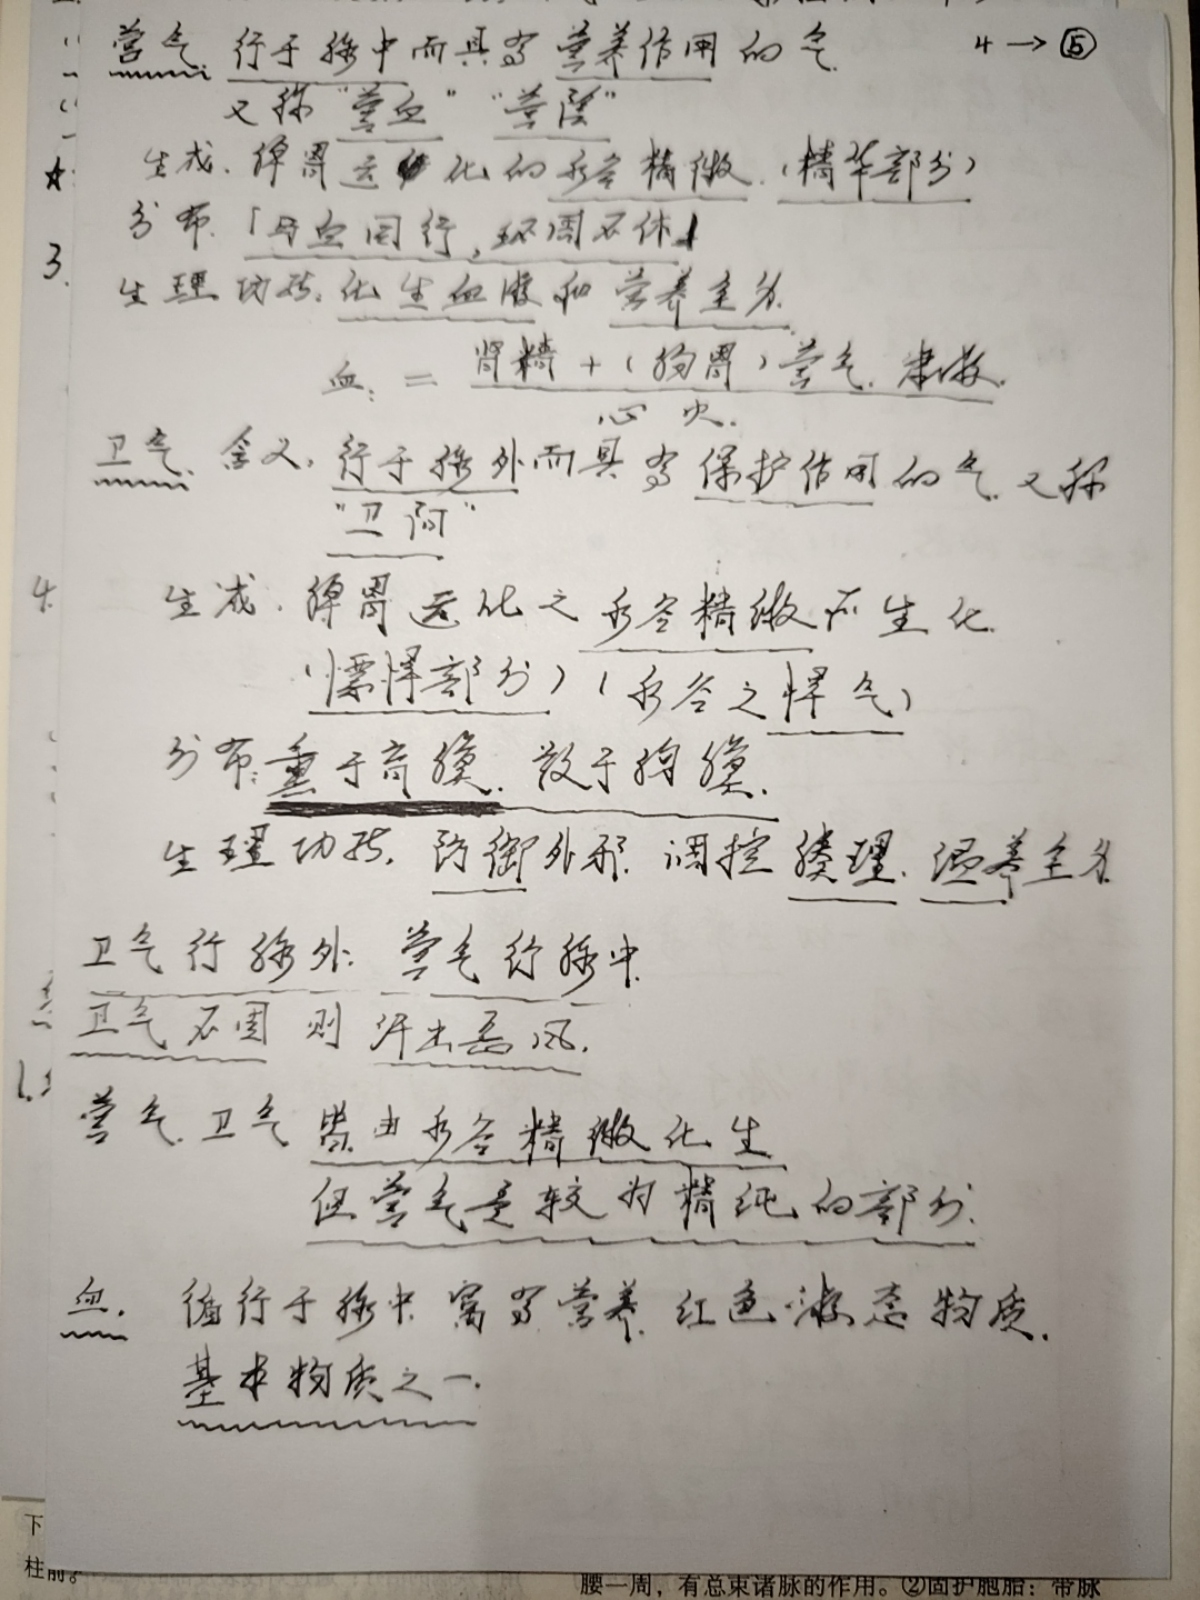 4→⑤
营气 行于脉中而具有营养作用的气
又称“营血”“营阴”
生成、脾胃运化的水谷精微、(精华部分)
分布「与血同行,环周不休」
生理功能:化生血液和营养全身.
血:= 肾精+(脾胃)营气、津液.
心火.
卫气、含义、行于脉外而具有保护作用的气 又称
“卫阳”
生成、脾胃运化之水谷精微所生化
(慓悍部分)(水谷之悍气)
分布:熏于肓膜、散于胸膜.
生理功能、防御外邪、调控腠理、温养全身
卫气行脉外:营气行脉中
卫气不固则汗出恶风.
营气、卫气 皆由水谷精微化生
但营气是较为精纯的部分.
血. 循行于脉中 富有营养、红色液态物质.
基本物质之一.
3.
4.
下
柱前。
腰一周,有总束诸脉的作用。②固护胞胎:带脉